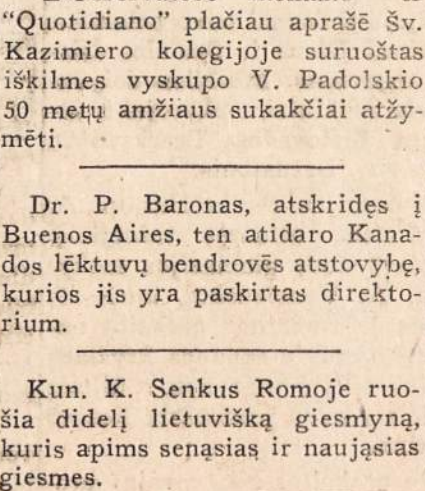 "Quotidiano" plačiau aprašė Šv.
Kazimiero kolegijoje suruoštas
iškilmes vyskupo V. Padolskio
50 metų amžiaus sukakčiai atžy-
mėti.
Dr. P. Baronas, atskridęs į
Buenos Aires, ten atidaro Kana-
dos lėktuvų bendrovės atstovybę,
kurios jis yra paskirtas direkto-
rium.
Kun. K. Senkus Romoje ruo-
šia didelį lietuvišką giesmyną,
kuris apims senąsias ir naująsias
giesmes.